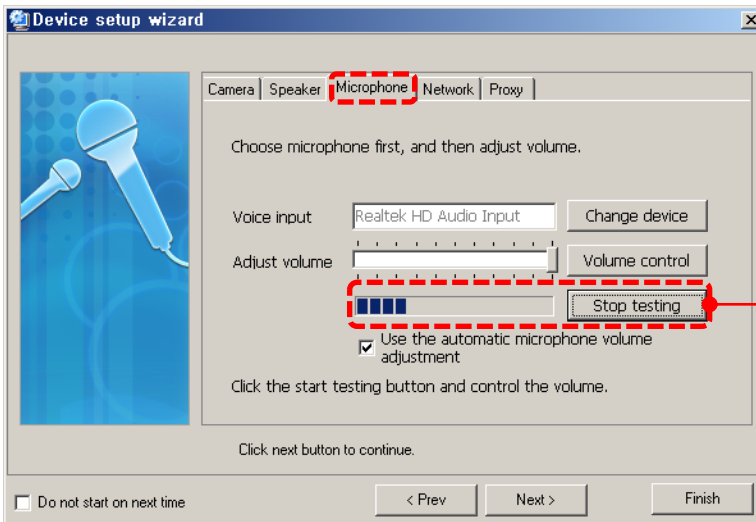 Device setup wizard
Camera Speaker Microphone Network Proxy
Choose microphone first, and then adjust volume.
Voice input Realtek HD Audio Input Change device
Adjust volume Volume control
Stop testing
Use the automatic microphone volume
adjustment
Click the start testing button and control the volume.
Click next button to continue.
Do not start on next time < Prev Next > Finish